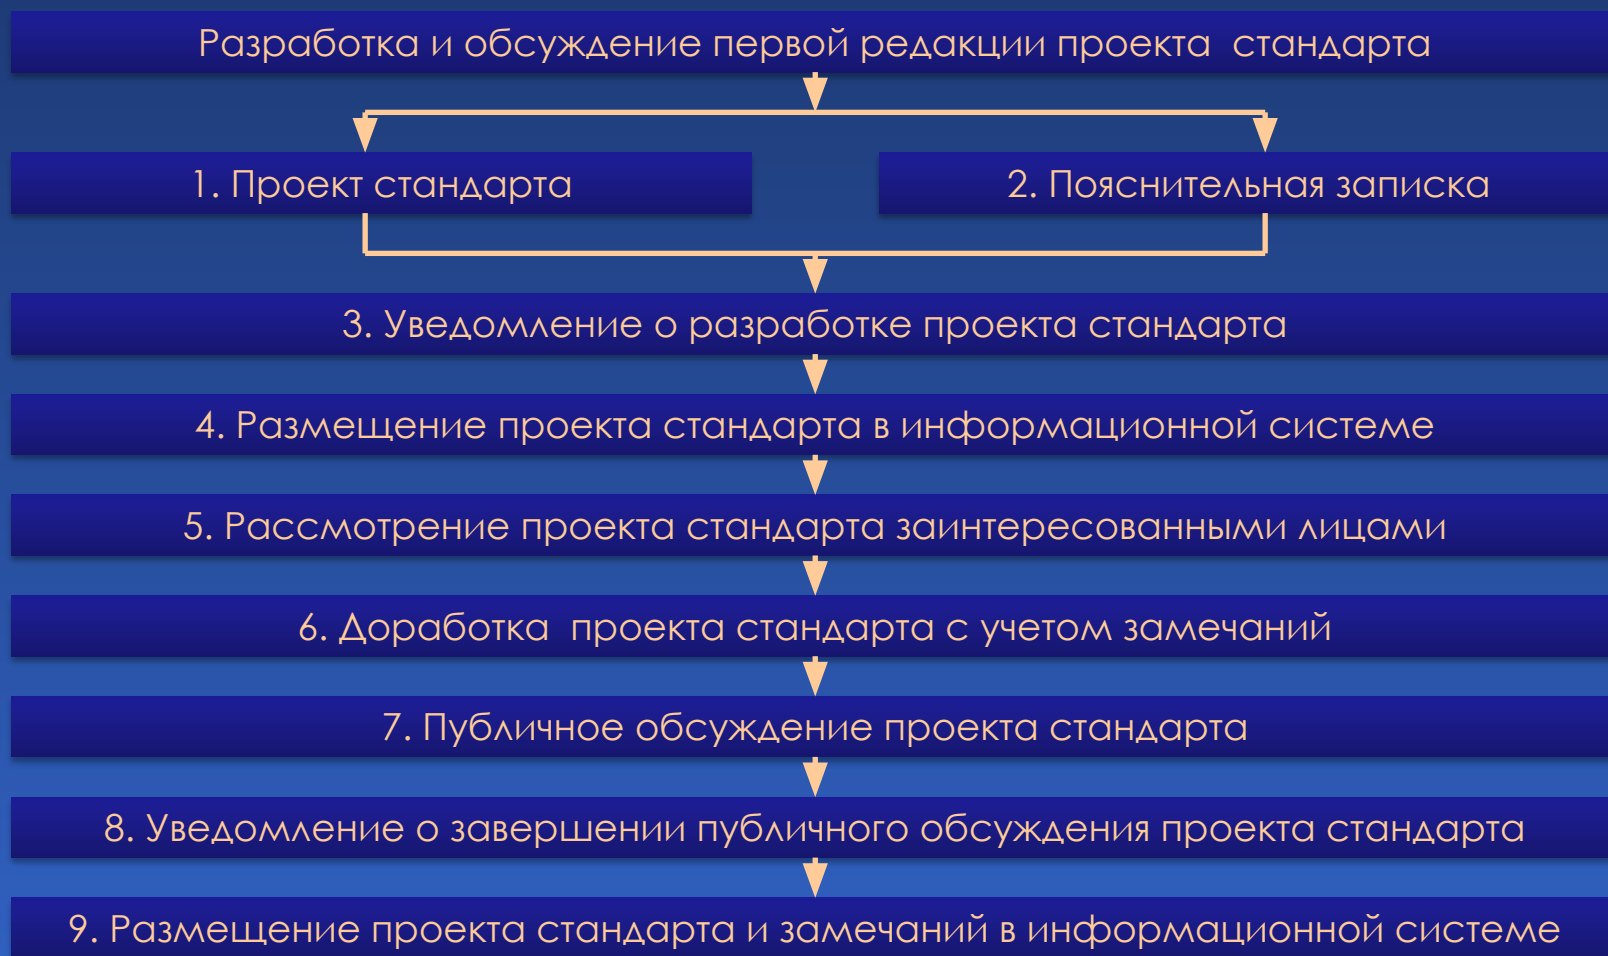 Разработка и обсуждение первой редакции проекта стандарта
1. Проект стандарта
2. Пояснительная записка
3. Уведомление о разработке проекта стандарта
4. Размещение проекта стандарта в информационной системе
5. Рассмотрение проекта стандарта заинтересованными лицами
6. Доработка проекта стандарта с учетом замечаний
7. Публичное обсуждение проекта стандарта
8. Уведомление о завершении публичного обсуждения проекта стандарта
9. Размещение проекта стандарта и замечаний в информационной системе